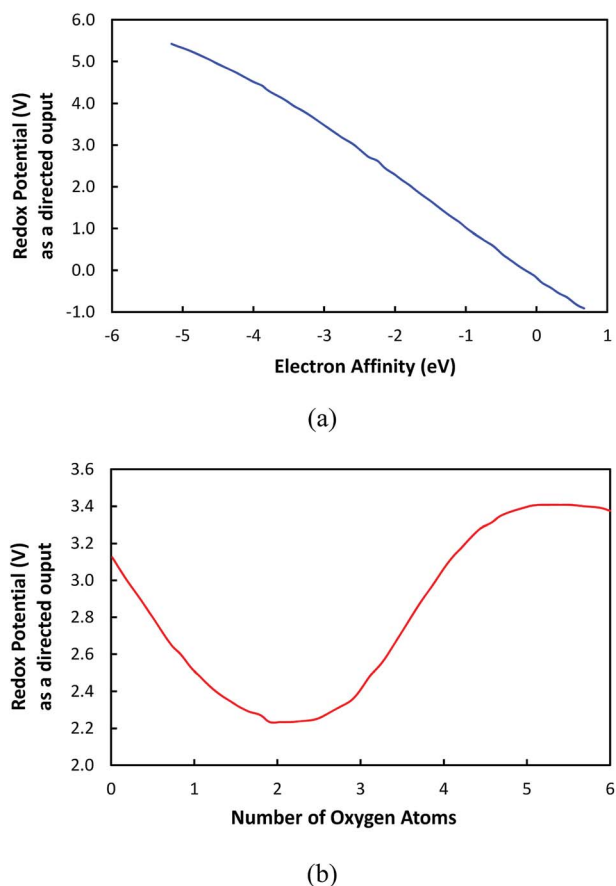 6.0
5.0
4.0
3.0
2.0
1.0
0.0
-1.0
Redox Potential (V)
as a directed ouput
-6 -5 -4 -3 -2 -1 0 1
Electron Affinity (eV)
(a)
3.6
3.4
3.2
3.0
2.8
2.6
2.4
2.2
2.0
Redox Potential (V)
as a directed ouput
0 1 2 3 4 5 6
Number of Oxygen Atoms
(b)